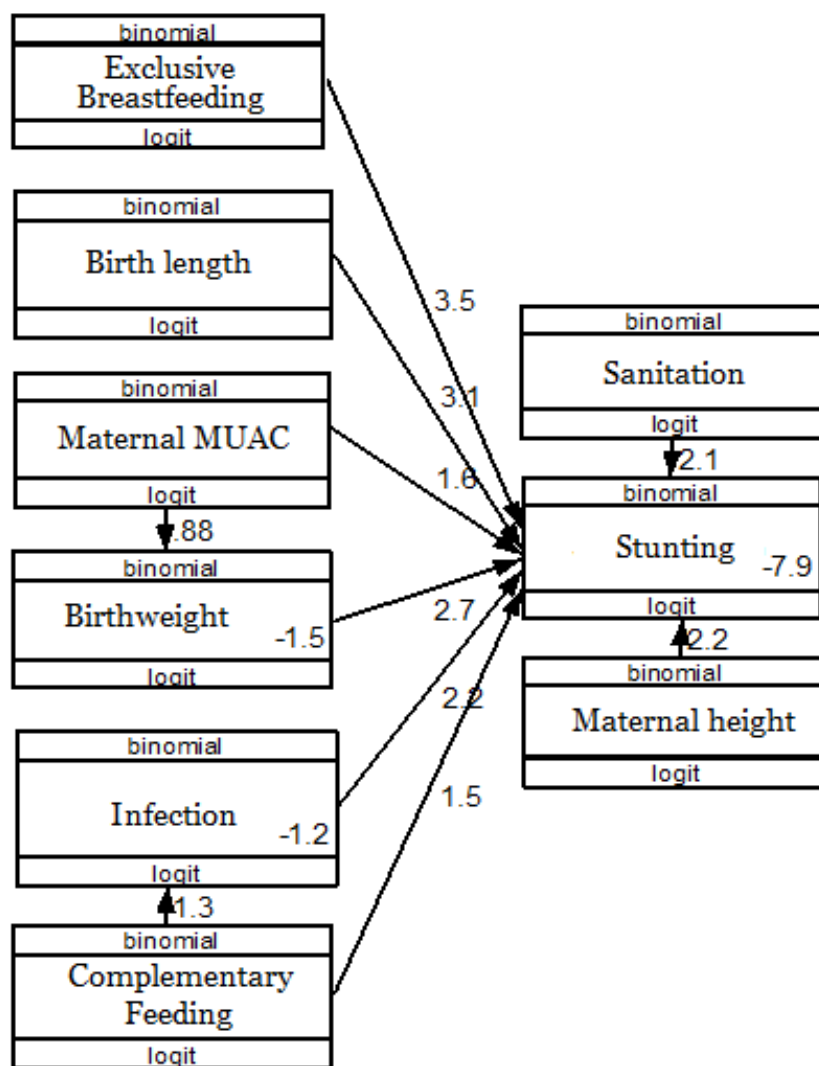 binomial
Exclusive
Breastfeeding
logit
binomial
Birth length
logit
3.5
binomial
Sanitation
logit
2.1
binomial
Maternal MUAC
logit
.88
3.1
1.6
binomial
Stunting
-7.9
logit
2.2
binomial
Birthweight
-1.5
logit
2.7
2.2
1.5
binomial
Maternal height
logit
binomial
Infection
-1.2
logit
1.3
binomial
Complementary
Feeding
logit